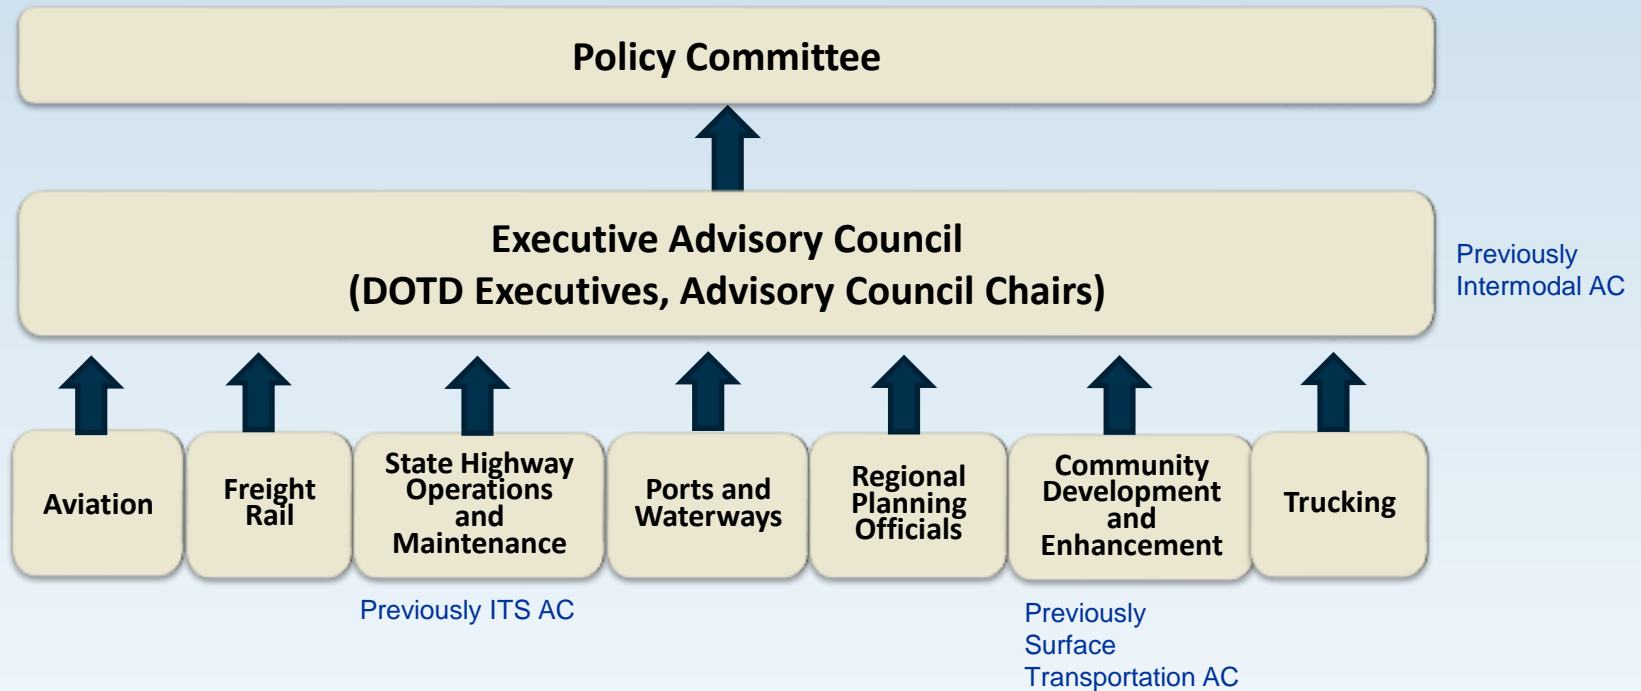 Policy Committee
Executive Advisory Council
(DOTD Executives, Advisory Council Chairs)
Previously
Intermodal AC
Aviation
Freight
Rail
State Highway
Operations
and
Maintenance
Ports and
Waterways
Regional
Planning
Officials
Community
Development
and
Enhancement
Trucking
Previously ITS AC
Previously
Surface
Transportation AC